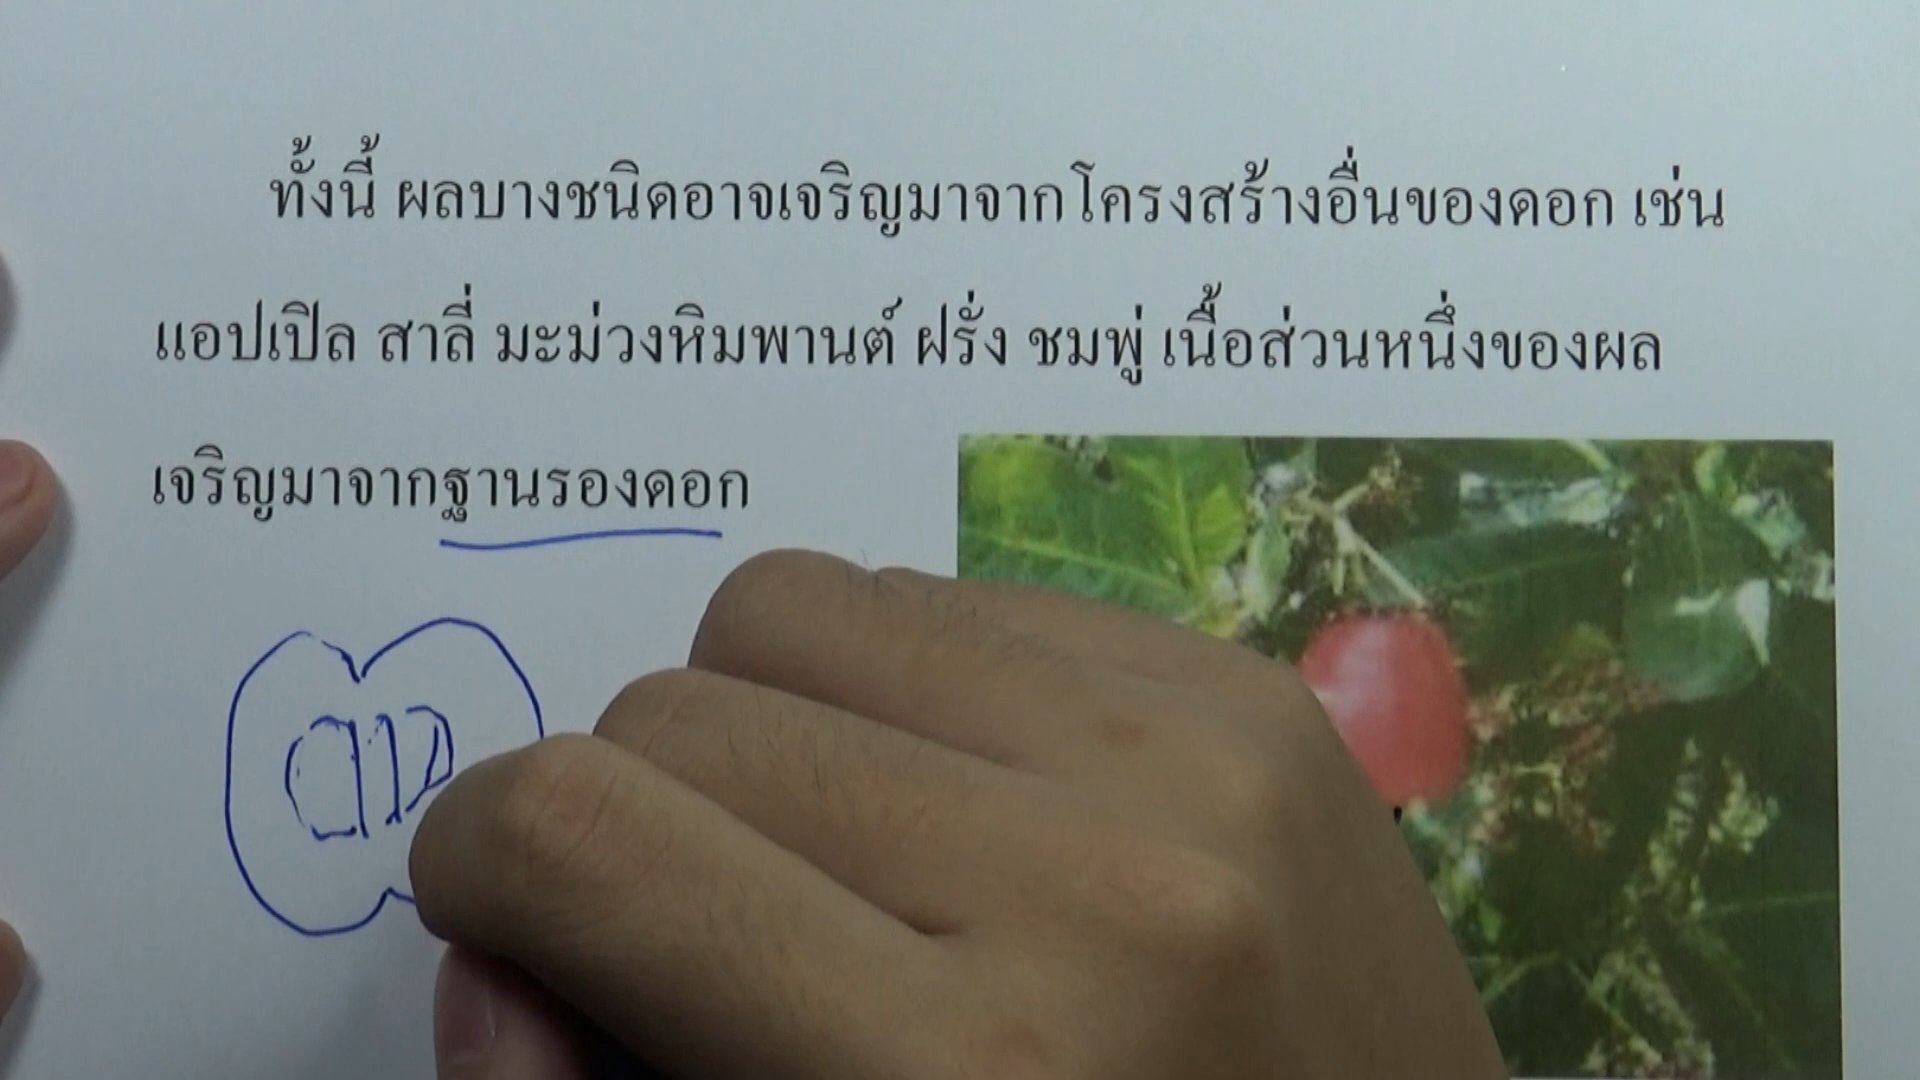 ทั้งนี้ ผลบางชนิดอาจเจริญมาจากโครงสร้างอื่นของดอก เช่น
แอปเปิล สาลี่ มะม่วงหิมพานต์ ฝรั่ง ชมพู่ เนื้อส่วนหนึ่งของผล
เจริญมาจากฐานรองดอก